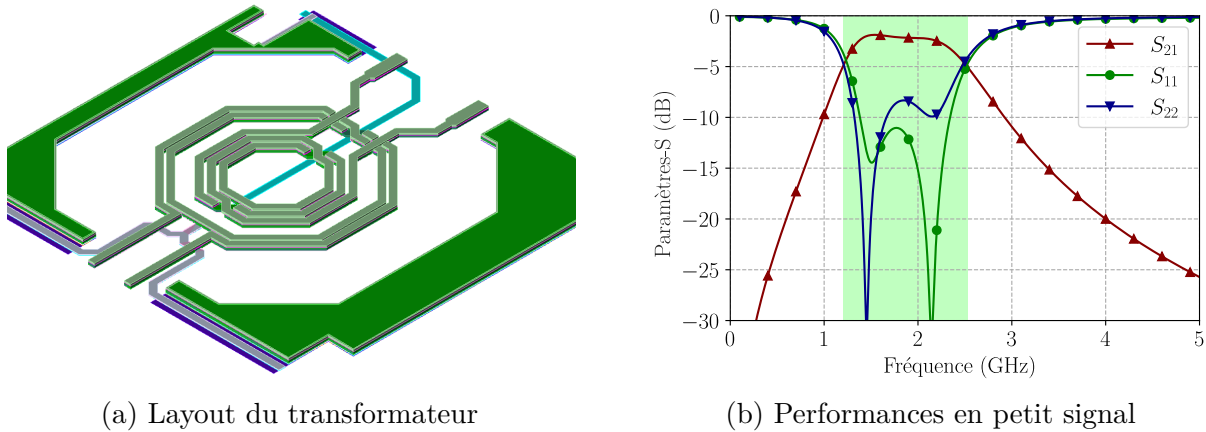 0
−5
−10
−15
−20
−25
−30
Paramètres-S (dB)
S21
S11
S22
0 1 2 3 4 5
Fréquence (GHz)
(a) Layout du transformateur
(b) Performances en petit signal